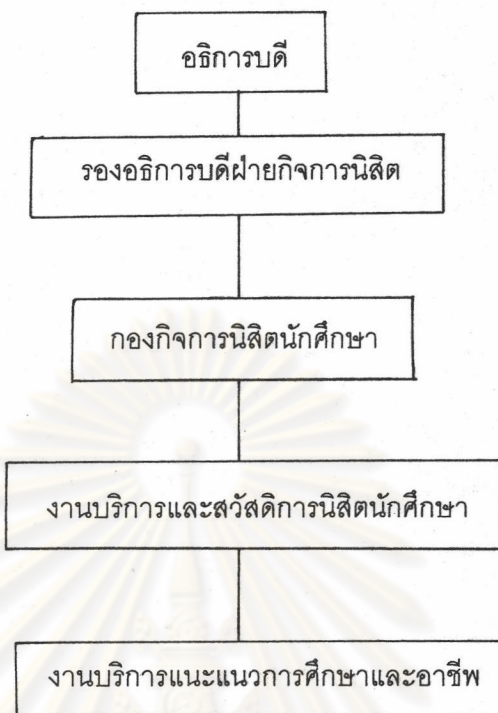 อธิการบดี
รองอธิการบดีฝ่ายกิจการนิสิต
กองกิจการนิสิตนักศึกษา
งานบริการและสวัสดิการนิสิตนักศึกษา
งานบริการแนะแนวการศึกษาและอาชีพ